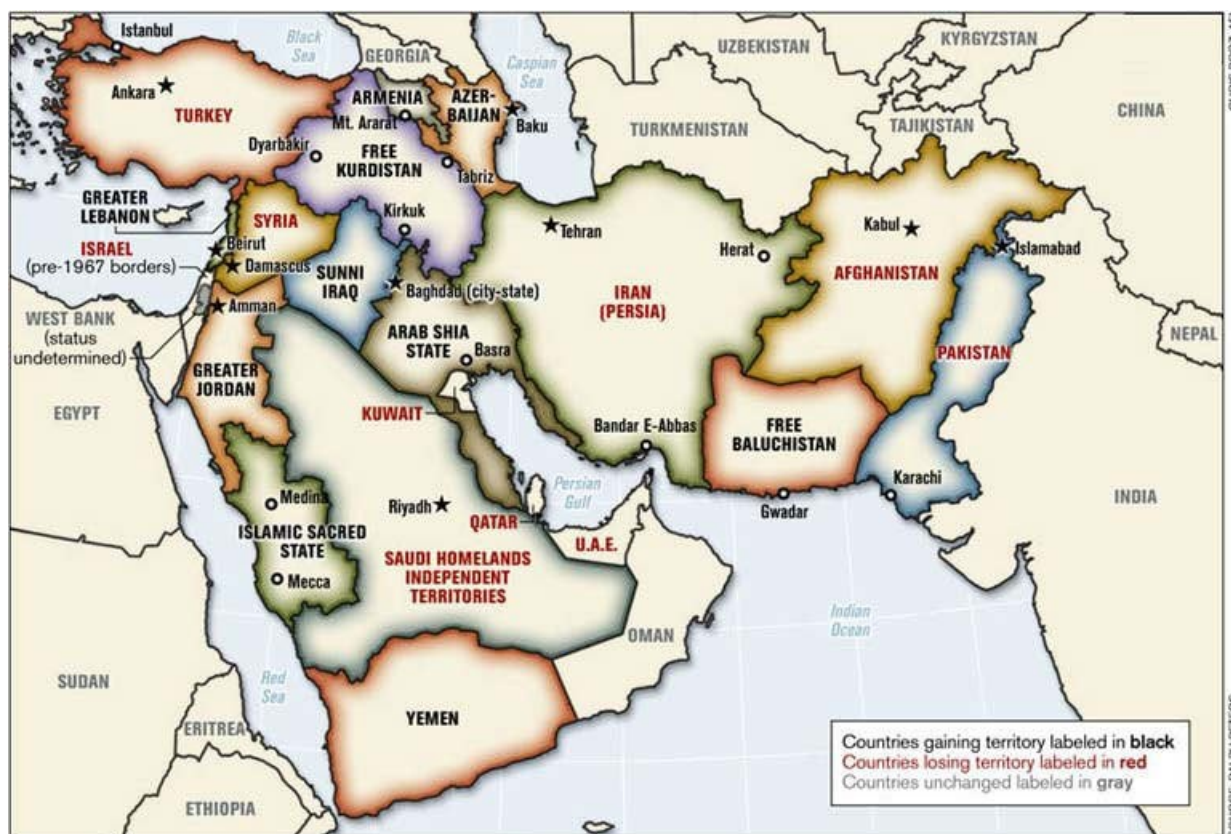 Istanbul
Black
Sea
GEORGIA
Caspian
Sea
UZBEKISTAN
KYRGYZSTAN
CHINA
Ankara
TURKEY
ARMENIA
AZER-
BAIJAN
Mt. Ararat
Baku
TURKMENISTAN
TAJIKISTAN
Dyarbakir
FREE
KURDISTAN
Tabriz
GREATER
LEBANON
SYRIA
Kirkuk
Tehran
Herat
Kabul
Islamabad
ISRAEL
(pre-1967 borders)
Beirut
Damascus
SUNNI
IRAQ
Baghdad (city-state)
IRAN
(PERSIA)
AFGHANISTAN
WEST BANK
(status
undetermined)
Amman
ARAB SHIA
STATE
Basra
PAKISTAN
NEPAL
GREATER
JORDAN
EGYPT
KUWAIT
Bandar E-Abbas
FREE
BALUCHISTAN
Karachi
INDIA
Medina
Riyadh
Persian
Gulf
Gwadar
QATAR
ISLAMIC SACRED
STATE
U.A.E.
Mecca
SAUDI HOMELANDS
INDEPENDENT
TERRITORIES
OMAN
Indian
Ocean
SUDAN
Red
Sea
YEMEN
ERITREA
ETHIOPIA
Countries gaining territory labeled in black
Countries losing territory labeled in red
Countries unchanged labeled in gray